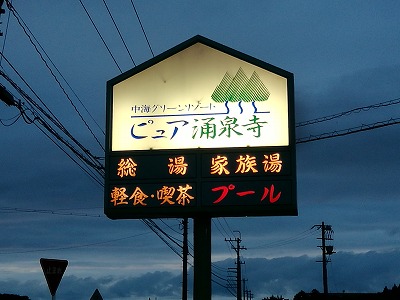 中海グリーンリゾート
ピュア湧泉寺
総湯 家族湯
軽食・喫茶 プール